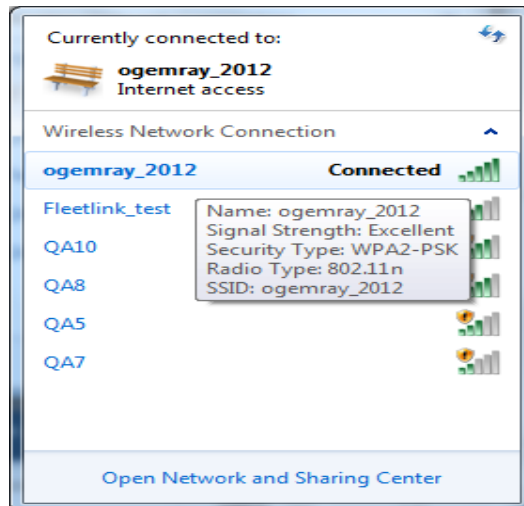 Currently connected to:
ogemray_2012
Internet access
Wireless Network Connection
ogemray_2012 Connected
Fleetlink_test
Name: ogemray_2012
Signal Strength: Excellent
Security Type: WPA2-PSK
Radio Type: 802.11n
SSID: ogemray_2012
QA10
QA8
QA5
QA7
Open Network and Sharing Center